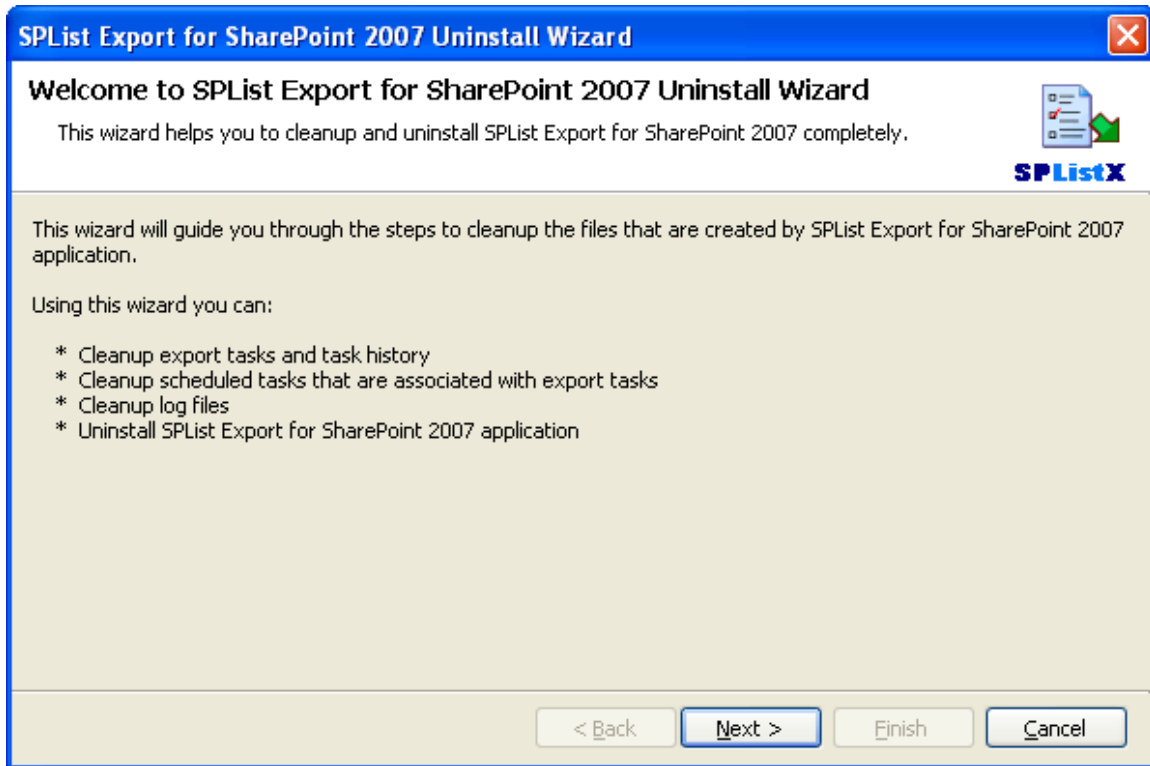 SPList Export for SharePoint 2007 Uninstall Wizard
Welcome to SPList Export for SharePoint 2007 Uninstall Wizard
This wizard helps you to cleanup and uninstall SPList Export for SharePoint 2007 completely.
SPListX
This wizard will guide you through the steps to cleanup the files that are created by SPList Export for SharePoint 2007
application.
Using this wizard you can:
* Cleanup export tasks and task history
* Cleanup scheduled tasks that are associated with export tasks
* Cleanup log files
* Uninstall SPList Export for SharePoint 2007 application
< Back
Next >
Finish
Cancel